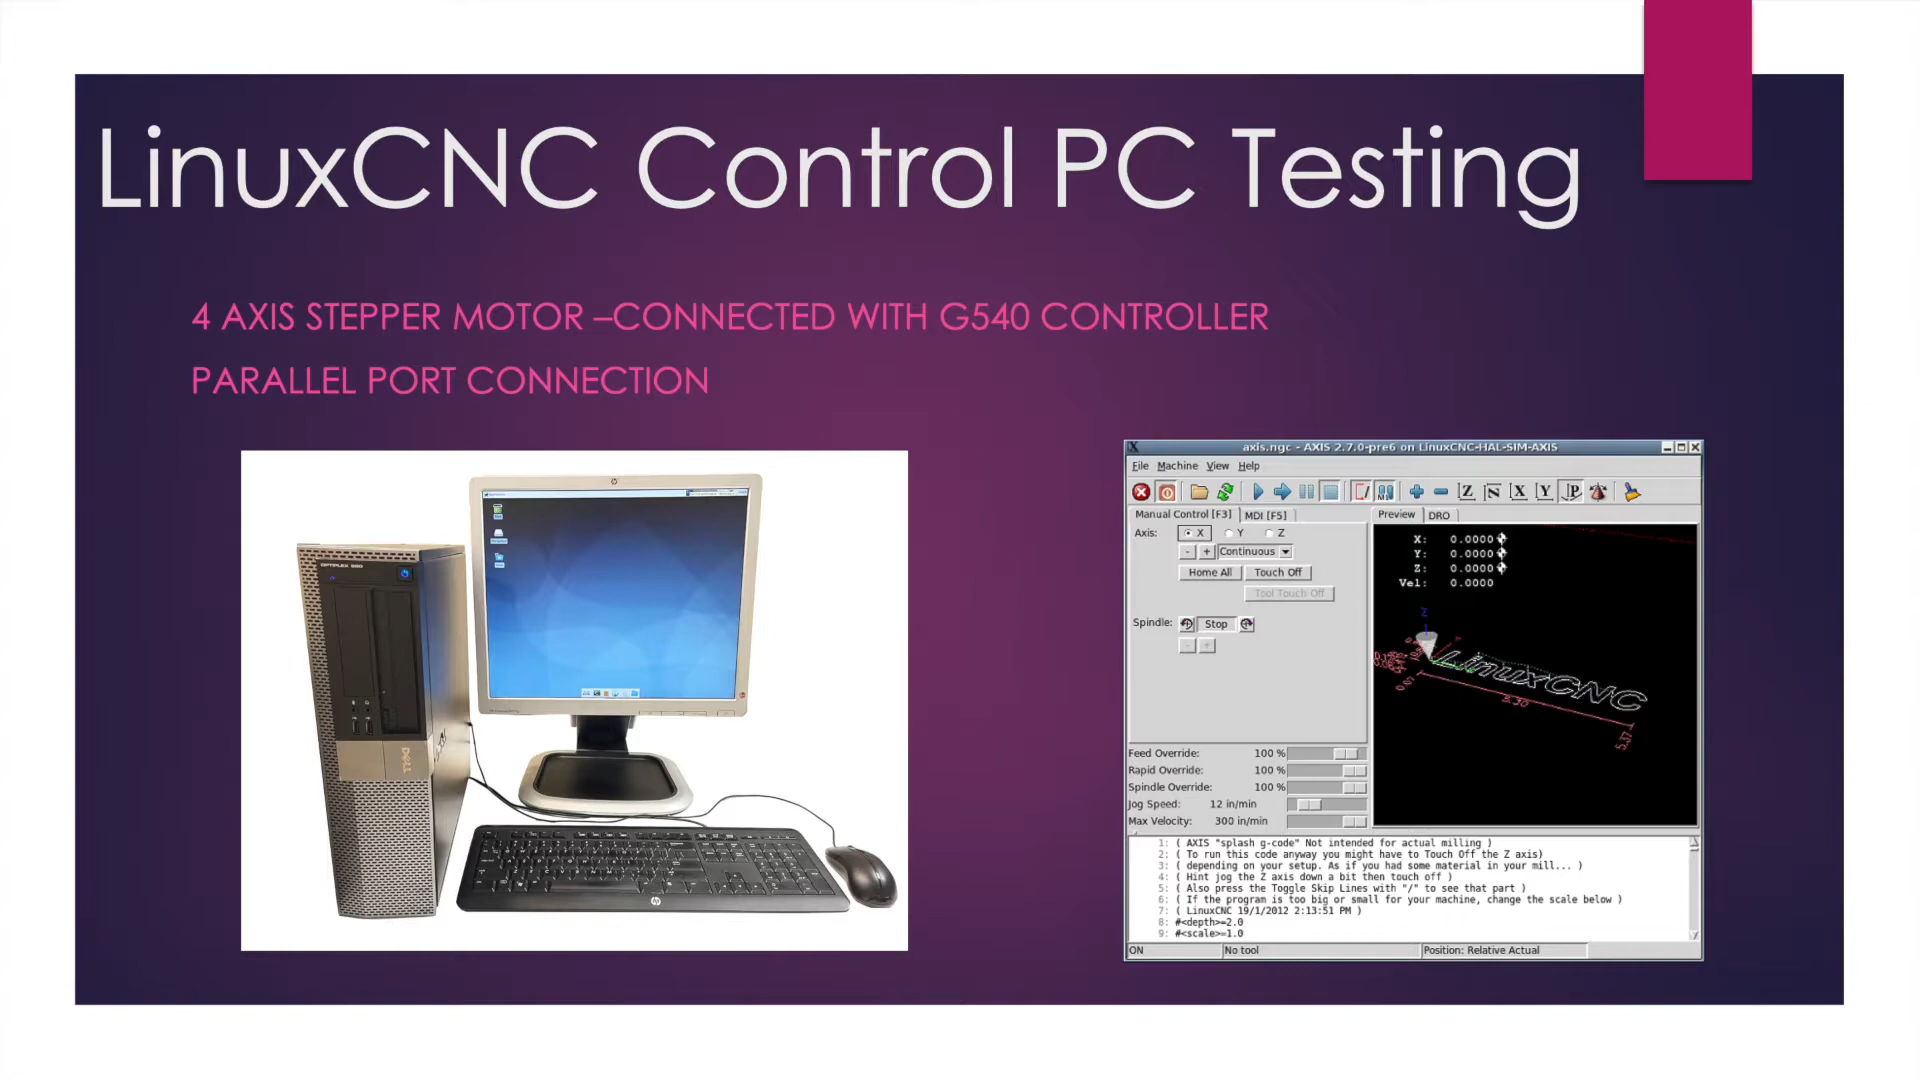 LinuxCNC Control PC Testing
4 AXIS STEPPER MOTOR –CONNECTED WITH G540 CONTROLLER
PARALLEL PORT CONNECTION
OPTIPLEX 990
DELL
hp
axis.ngc - AXIS 2.7.0-pre6 on LinuxCNC-HAL-SIM-AXIS
File Machine View Help
Z N X Y P
Manual Control [F3] MDI [F5] Preview DRO
Axis: X Y Z
- + Continuous
Home All Touch Off
Tool Touch Off
Spindle: Stop
- +
X: 0.0000
Y: 0.0000
Z: 0.0000
Vel: 0.0000
Z
LinuxCNC
5.30
5.37
Feed Override: 100 %
Rapid Override: 100 %
Spindle Override: 100 %
Jog Speed: 12 in/min
Max Velocity: 300 in/min
1: ( AXIS "splash g-code" Not intended for actual milling )
2: ( To run this code anyway you might have to Touch Off the Z axis)
3: ( depending on your setup. As if you had some material in your mill... )
4: ( Hint jog the Z axis down a bit then touch off )
5: ( Also press the Toggle Skip Lines with "/" to see that part )
6: ( If the program is too big or small for your machine, change the scale below )
7: ( LinuxCNC 19/1/2012 2:13:51 PM )
8: #<depth>=2.0
9: #<scale>=1.0
ON No tool Position: Relative Actual